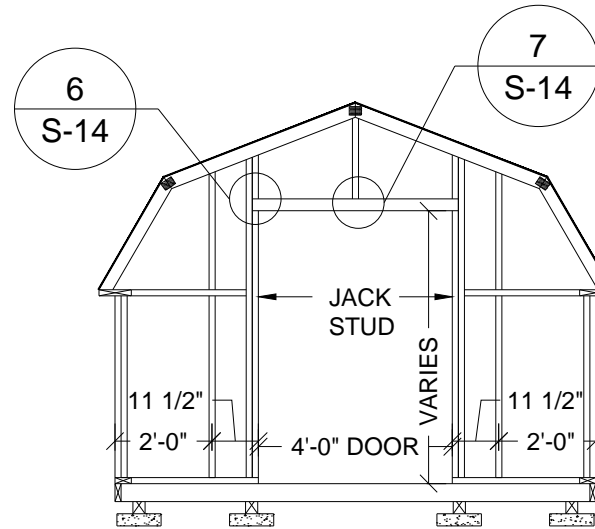 6
S-14
7
S-14
JACK
STUD
VARIES
11 1/2"
11 1/2"
2'-0"
4'-0" DOOR
2'-0"